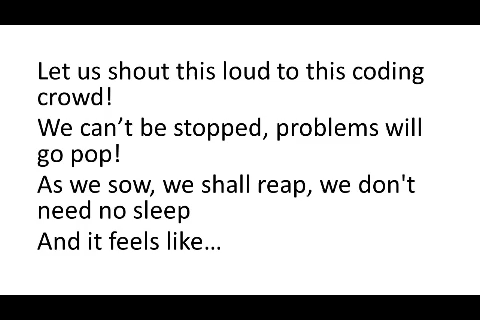 Let us shout this loud to this coding
crowd!
We can’t be stopped, problems will
go pop!
As we sow, we shall reap, we don't
need no sleep
And it feels like…